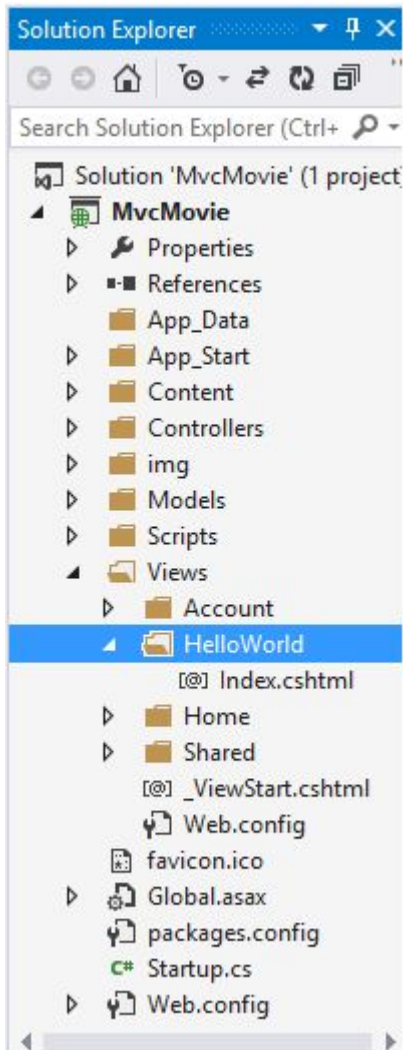 Solution Explorer
Search Solution Explorer (Ctrl+
Solution 'MvcMovie' (1 project)
MvcMovie
Properties
References
App_Data
App_Start
Content
Controllers
img
Models
Scripts
Views
Account
HelloWorld
[@] Index.cshtml
Home
Shared
[@] _ViewStart.cshtml
Web.config
favicon.ico
Global.asax
packages.config
C# Startup.cs
Web.config